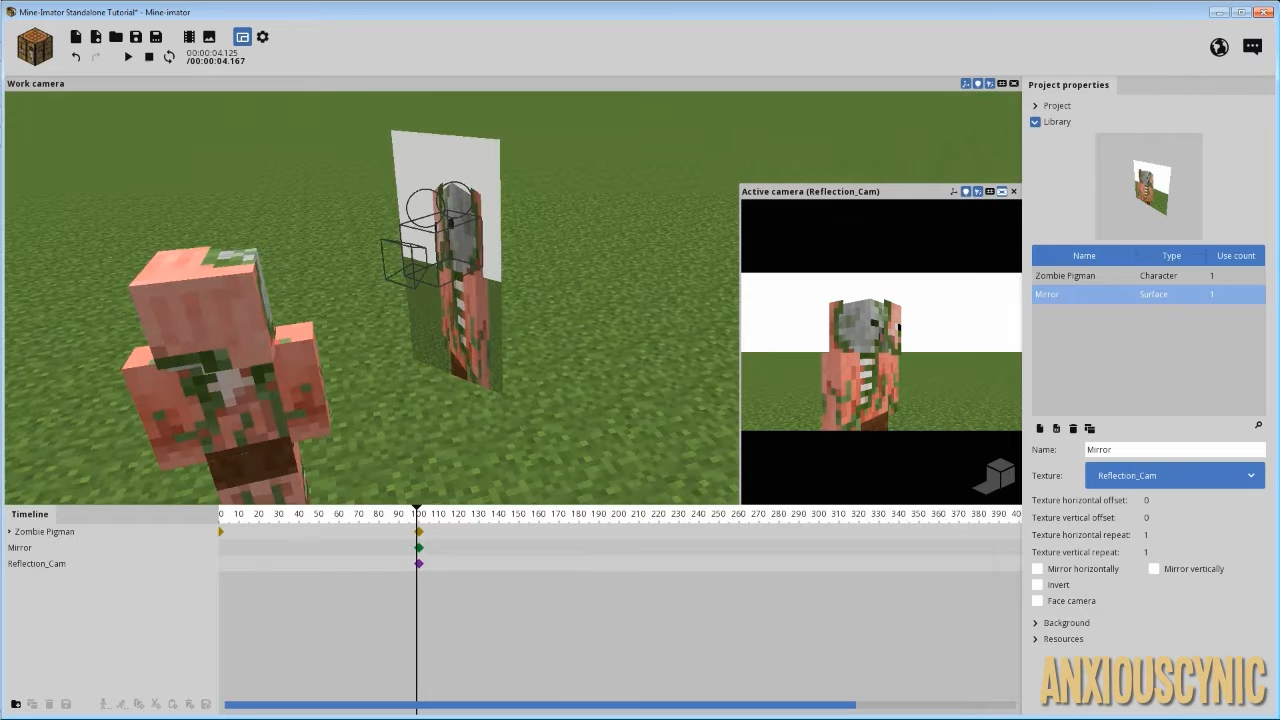 Mine-Imator Standalone Tutorial* - Mine-imator
00:00:04.125
/00:00:04.167
Work camera
Project properties
Project
Library
Active camera (Reflection_Cam)
Name Type Use count
Zombie Pigman Character 1
Mirror Surface 1
Name: Mirror
Texture: Reflection_Cam
Texture horizontal offset: 0
Texture vertical offset: 0
Texture horizontal repeat: 1
Texture vertical repeat: 1
Mirror horizontally Mirror vertically
Invert
Face camera
Background
Resources
Timeline
0 10 20 30 40 50 60 70 80 90 100 110 120 130 140 150 160 170 180 190 200 210 220 230 240 250 260 270 280 290 300 310 320 330 340 350 360 370 380 390 40
Zombie Pigman
Mirror
Reflection_Cam
ANXIOUSCYNIC